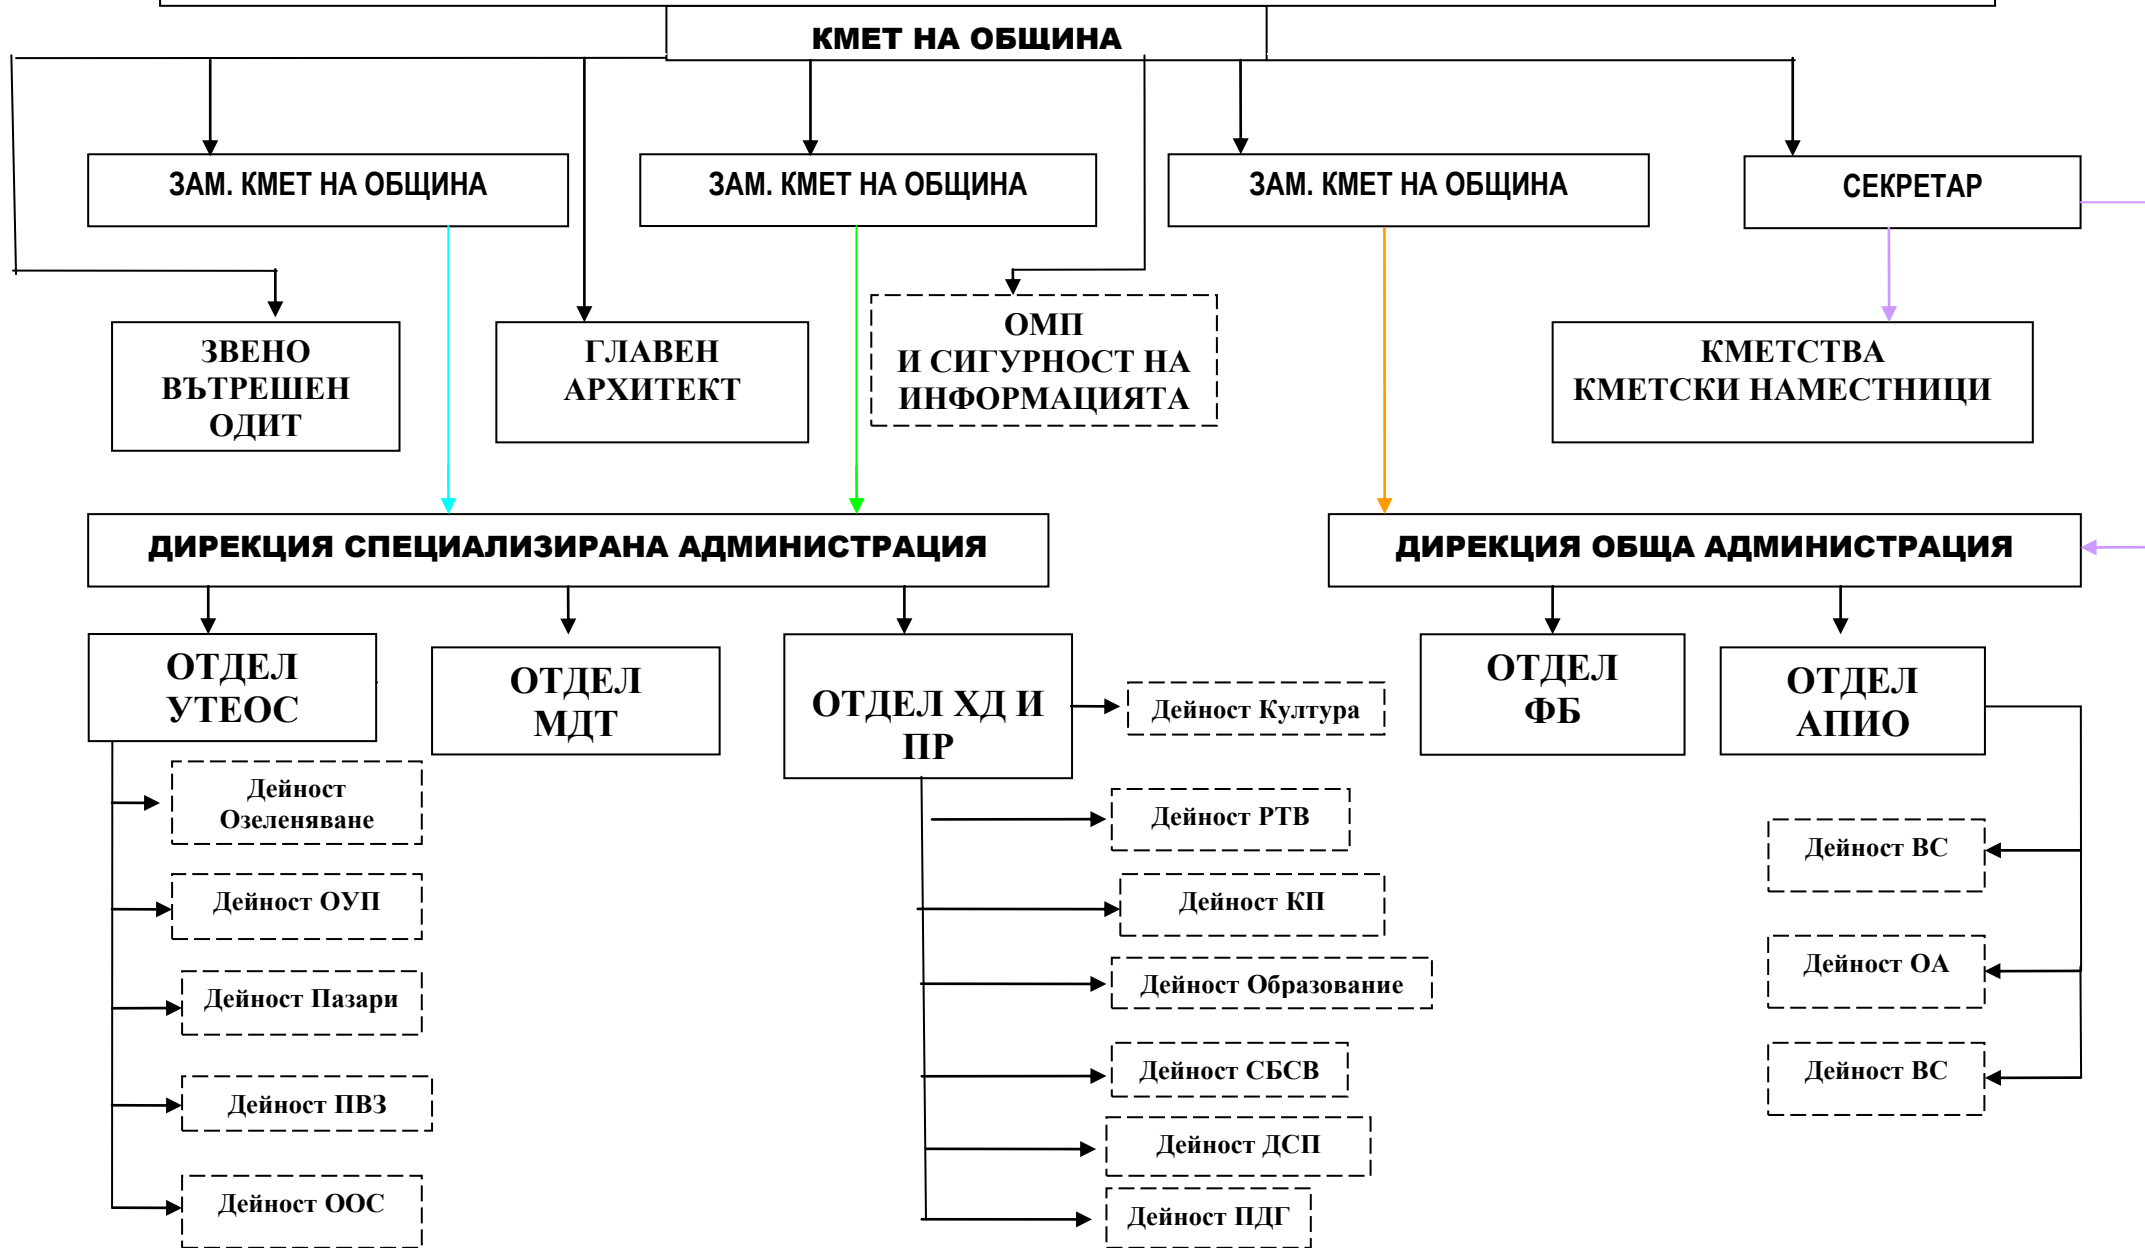 КМЕТ НА ОБЩИНА
ЗАМ. КМЕТ НА ОБЩИНА
ЗАМ. КМЕТ НА ОБЩИНА
ЗАМ. КМЕТ НА ОБЩИНА
СЕКРЕТАР
ЗВЕНО
ВЪТРЕШЕН
ОДИТ
ГЛАВЕН
АРХИТЕКТ
ОМП
И СИГУРНОСТ НА
ИНФОРМАЦИЯТА
КМЕТСТВА
КМЕТСКИ НАМЕСТНИЦИ
ДИРЕКЦИЯ СПЕЦИАЛИЗИРАНА АДМИНИСТРАЦИЯ
ДИРЕКЦИЯ ОБЩА АДМИНИСТРАЦИЯ
ОТДЕЛ
УТЕОС
ОТДЕЛ
МДТ
ОТДЕЛ ХД И
ПР
ОТДЕЛ
ФБ
ОТДЕЛ
АПИО
Дейност
Озеленяване
Дейност ОУП
Дейност Пазари
Дейност ПВЗ
Дейност ООС
Дейност Култура
Дейност РТВ
Дейност КП
Дейност Образование
Дейност СБСВ
Дейност ДСП
Дейност ПДГ
Дейност ВС
Дейност ОА
Дейност ВС